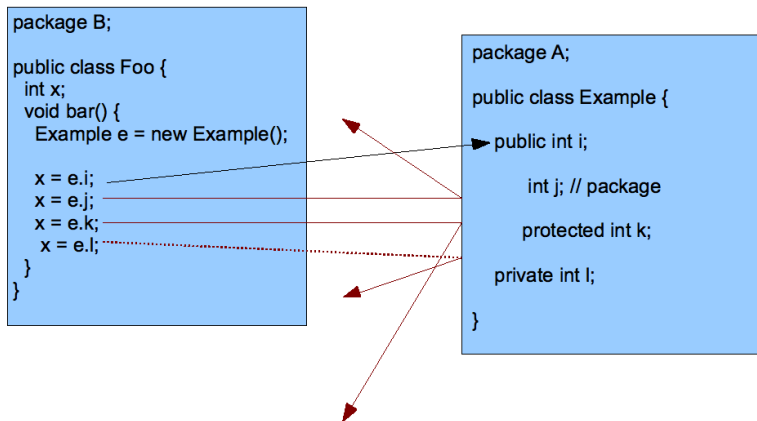 package B;
public class Foo {
int x;
void bar() {
Example e = new Example();
x = e.i;
x = e.j;
x = e.k;
x = e.l;
}
}
package A;
public class Example {
public int i;
int j; // package
protected int k;
private int l;
}